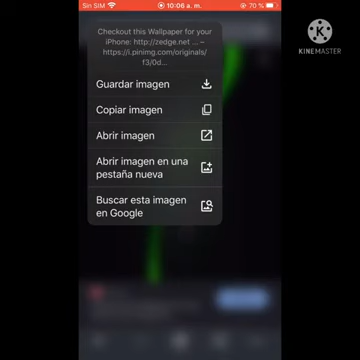 Sin SIM
10:06 a. m.
70 %
KINEMASTER
Checkout this Wallpaper for your
iPhone: http://zedge.net ... –
https://i.pinimg.com/originals/
f3/0d...
Guardar imagen
Copiar imagen
Abrir imagen
Abrir imagen en una
pestaña nueva
Buscar esta imagen
en Google